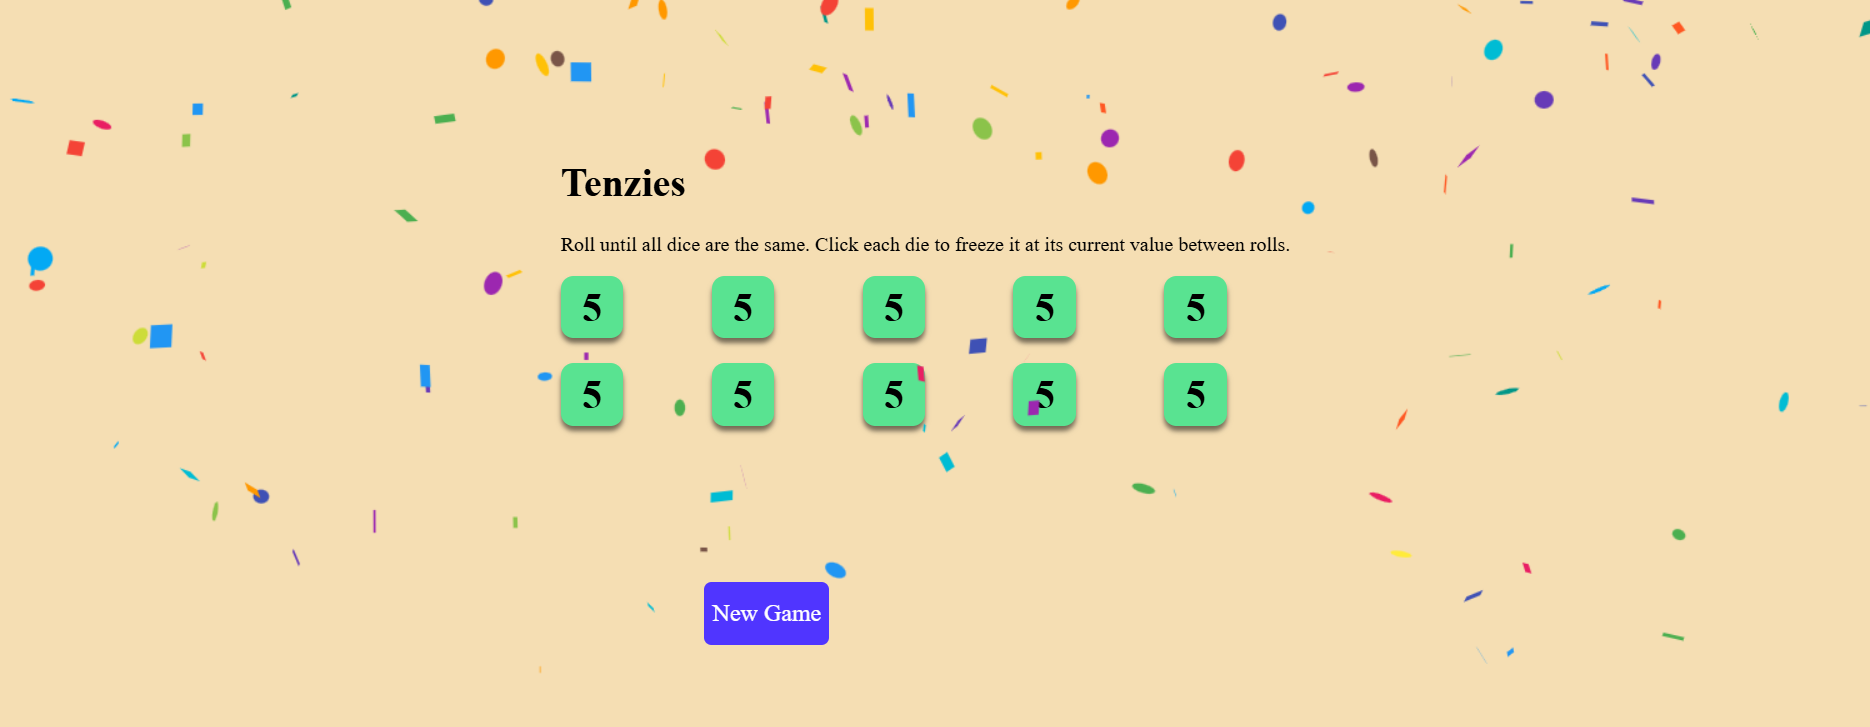 Tenzies
Roll until all dice are the same. Click each die to freeze it at its current value between rolls.
5 5 5 5 5
5 5 5 5 5
New Game